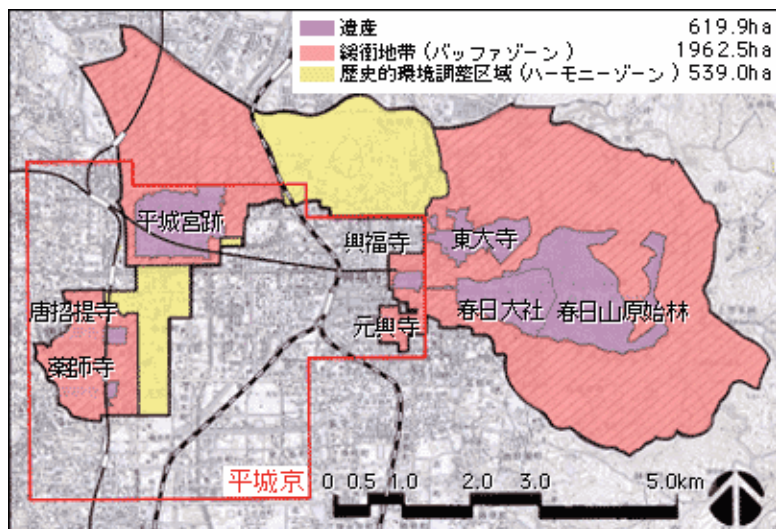 遺産 619.9ha
緩衝地帯(バッファゾーン) 1962.5ha
歴史的環境調整区域(ハーモニーゾーン) 539.0ha
平城宮跡
興福寺
東大寺
唐招提寺
元興寺
春日大社
春日山原始林
薬師寺
平城京
0 0.5 1.0 2.0 3.0 5.0km